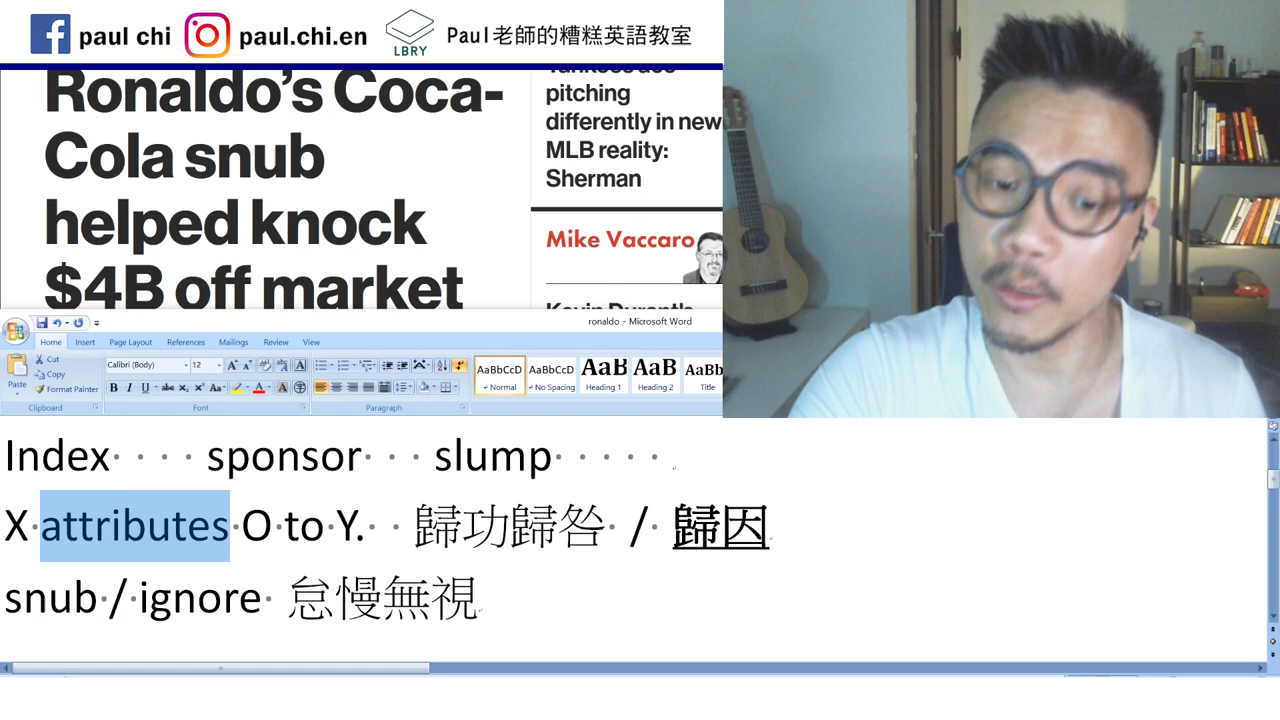 paul chi paul.chi.en LBRY Paul老師的糟糕英語教室
Ronaldo’s Coca-
Cola snub
helped knock
$4B off market
pitching
differently in new
MLB reality:
Sherman
Mike Vaccaro
ronaldo - Microsoft Word
Home Insert Page Layout References Mailings Review View
Paste
Cut
Copy
Format Painter
Clipboard
Calibri (Body) 12
Font
Paragraph
AaBbCcD AaBbCcD AaB AaB AaBb
Normal No Spacing Heading 1 Heading 2 Title
Index sponsor slump
X attributes O to Y. 歸功歸咎 / 歸因
snub / ignore 怠慢無視